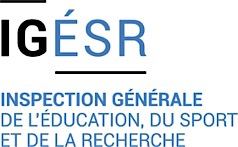 IGÉSR
INSPECTION GÉNÉRALE
DE L'ÉDUCATION, DU SPORT
ET DE LA RECHERCHE